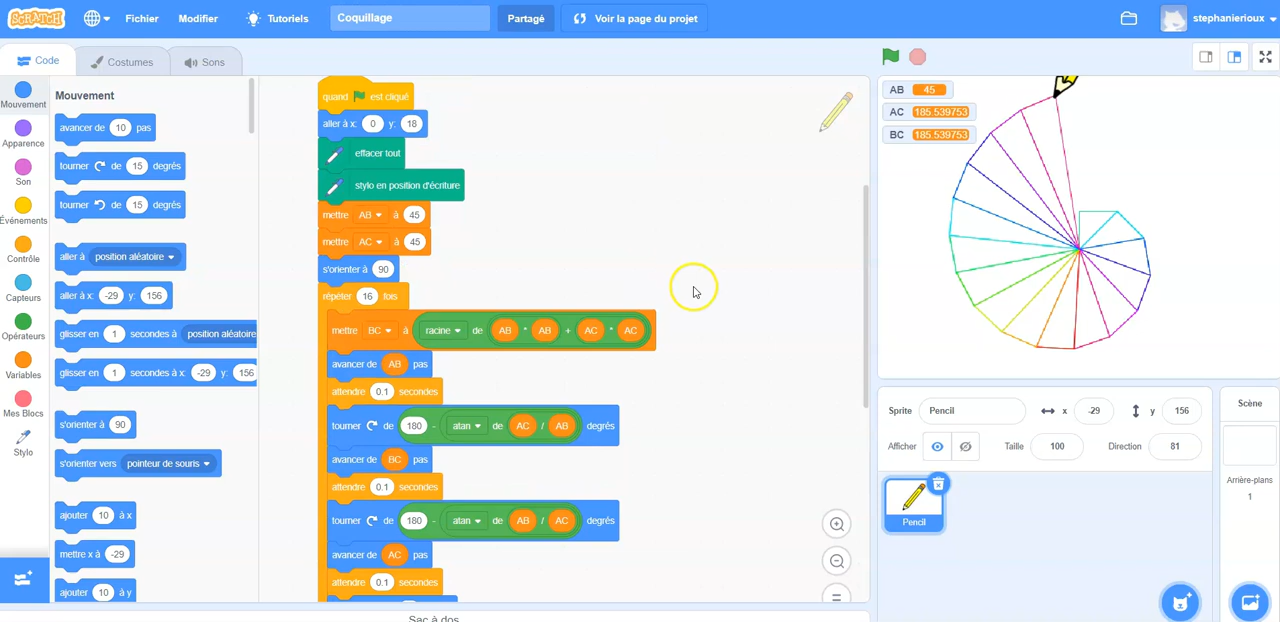 SCRATCH Fichier Modifier Tutoriels Coquillage Partagé Voir la page du projet stephanierioux
Code Costumes Sons
Mouvement
Apparence
Son
Événements
Contrôle
Capteurs
Opérateurs
Variables
Mes Blocs
Stylo
Mouvement
avancer de 10 pas
tourner de 15 degrés
tourner de 15 degrés
aller à position aléatoire
aller à x: -29 y: 156
glisser en 1 secondes à position aléatoire
glisser en 1 secondes à x: -29 y: 156
s'orienter à 90
s'orienter vers pointeur de souris
ajouter 10 à x
mettre x à -29
ajouter 10 à y
quand est cliqué
aller à x: 0 y: 18
effacer tout
stylo en position d'écriture
mettre AB à 45
mettre AC à 45
s'orienter à 90
répéter 16 fois
mettre BC à racine de AB * AB + AC * AC
avancer de AB pas
attendre 0.1 secondes
tourner de 180 - atan de AC / AB degrés
avancer de BC pas
attendre 0.1 secondes
tourner de 180 - atan de AB / AC degrés
avancer de AC pas
attendre 0.1 secondes
Sac à dos
AB 45
AC 185.539753
BC 185.539753
Sprite Pencil x -29 y 156
Afficher Taille 100 Direction 81
Pencil
Scène
Arrière-plans
1